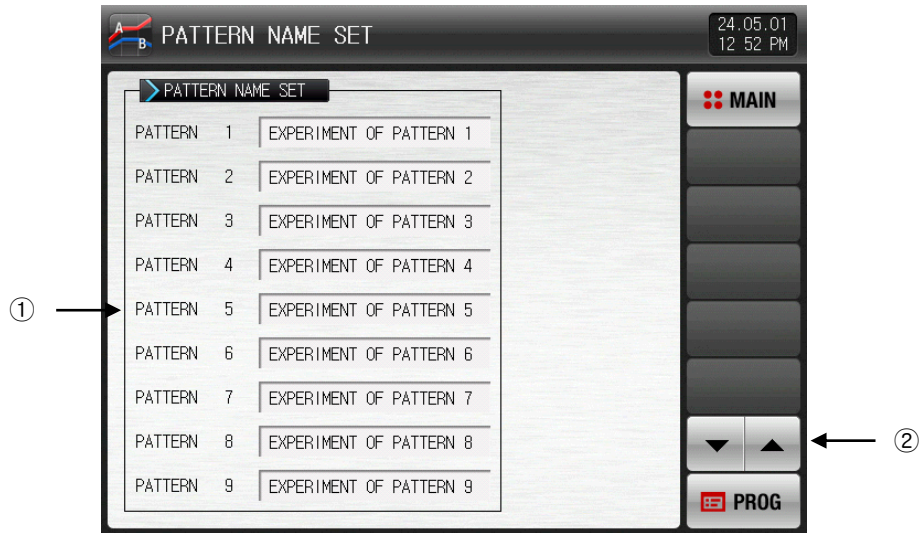 PATTERN NAME SET
24.05.01
12 52 PM
PATTERN NAME SET
MAIN
PATTERN 1 EXPERIMENT OF PATTERN 1
PATTERN 2 EXPERIMENT OF PATTERN 2
PATTERN 3 EXPERIMENT OF PATTERN 3
PATTERN 4 EXPERIMENT OF PATTERN 4
① PATTERN 5 EXPERIMENT OF PATTERN 5
PATTERN 6 EXPERIMENT OF PATTERN 6
PATTERN 7 EXPERIMENT OF PATTERN 7
PATTERN 8 EXPERIMENT OF PATTERN 8
②
PATTERN 9 EXPERIMENT OF PATTERN 9
PROG
A
B